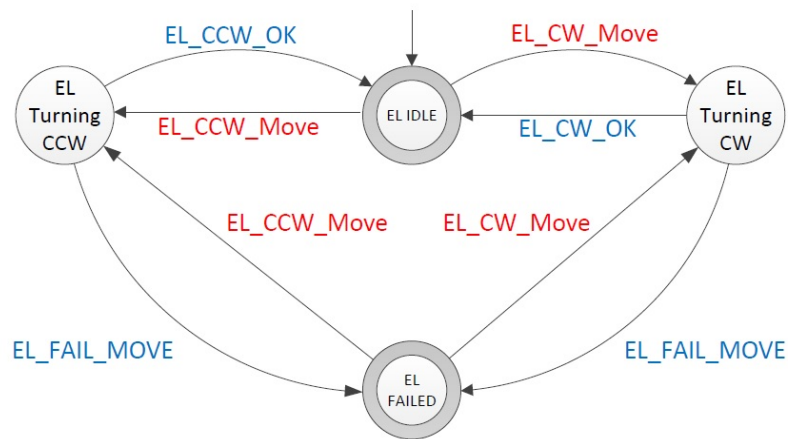 EL_CCW_OK
EL_CW_Move
EL
Turning
CCW
EL IDLE
EL
Turning
CW
EL_CCW_Move
EL_CW_OK
EL_CCW_Move
EL_CW_Move
EL_FAIL_MOVE
EL_FAIL_MOVE
EL
FAILED